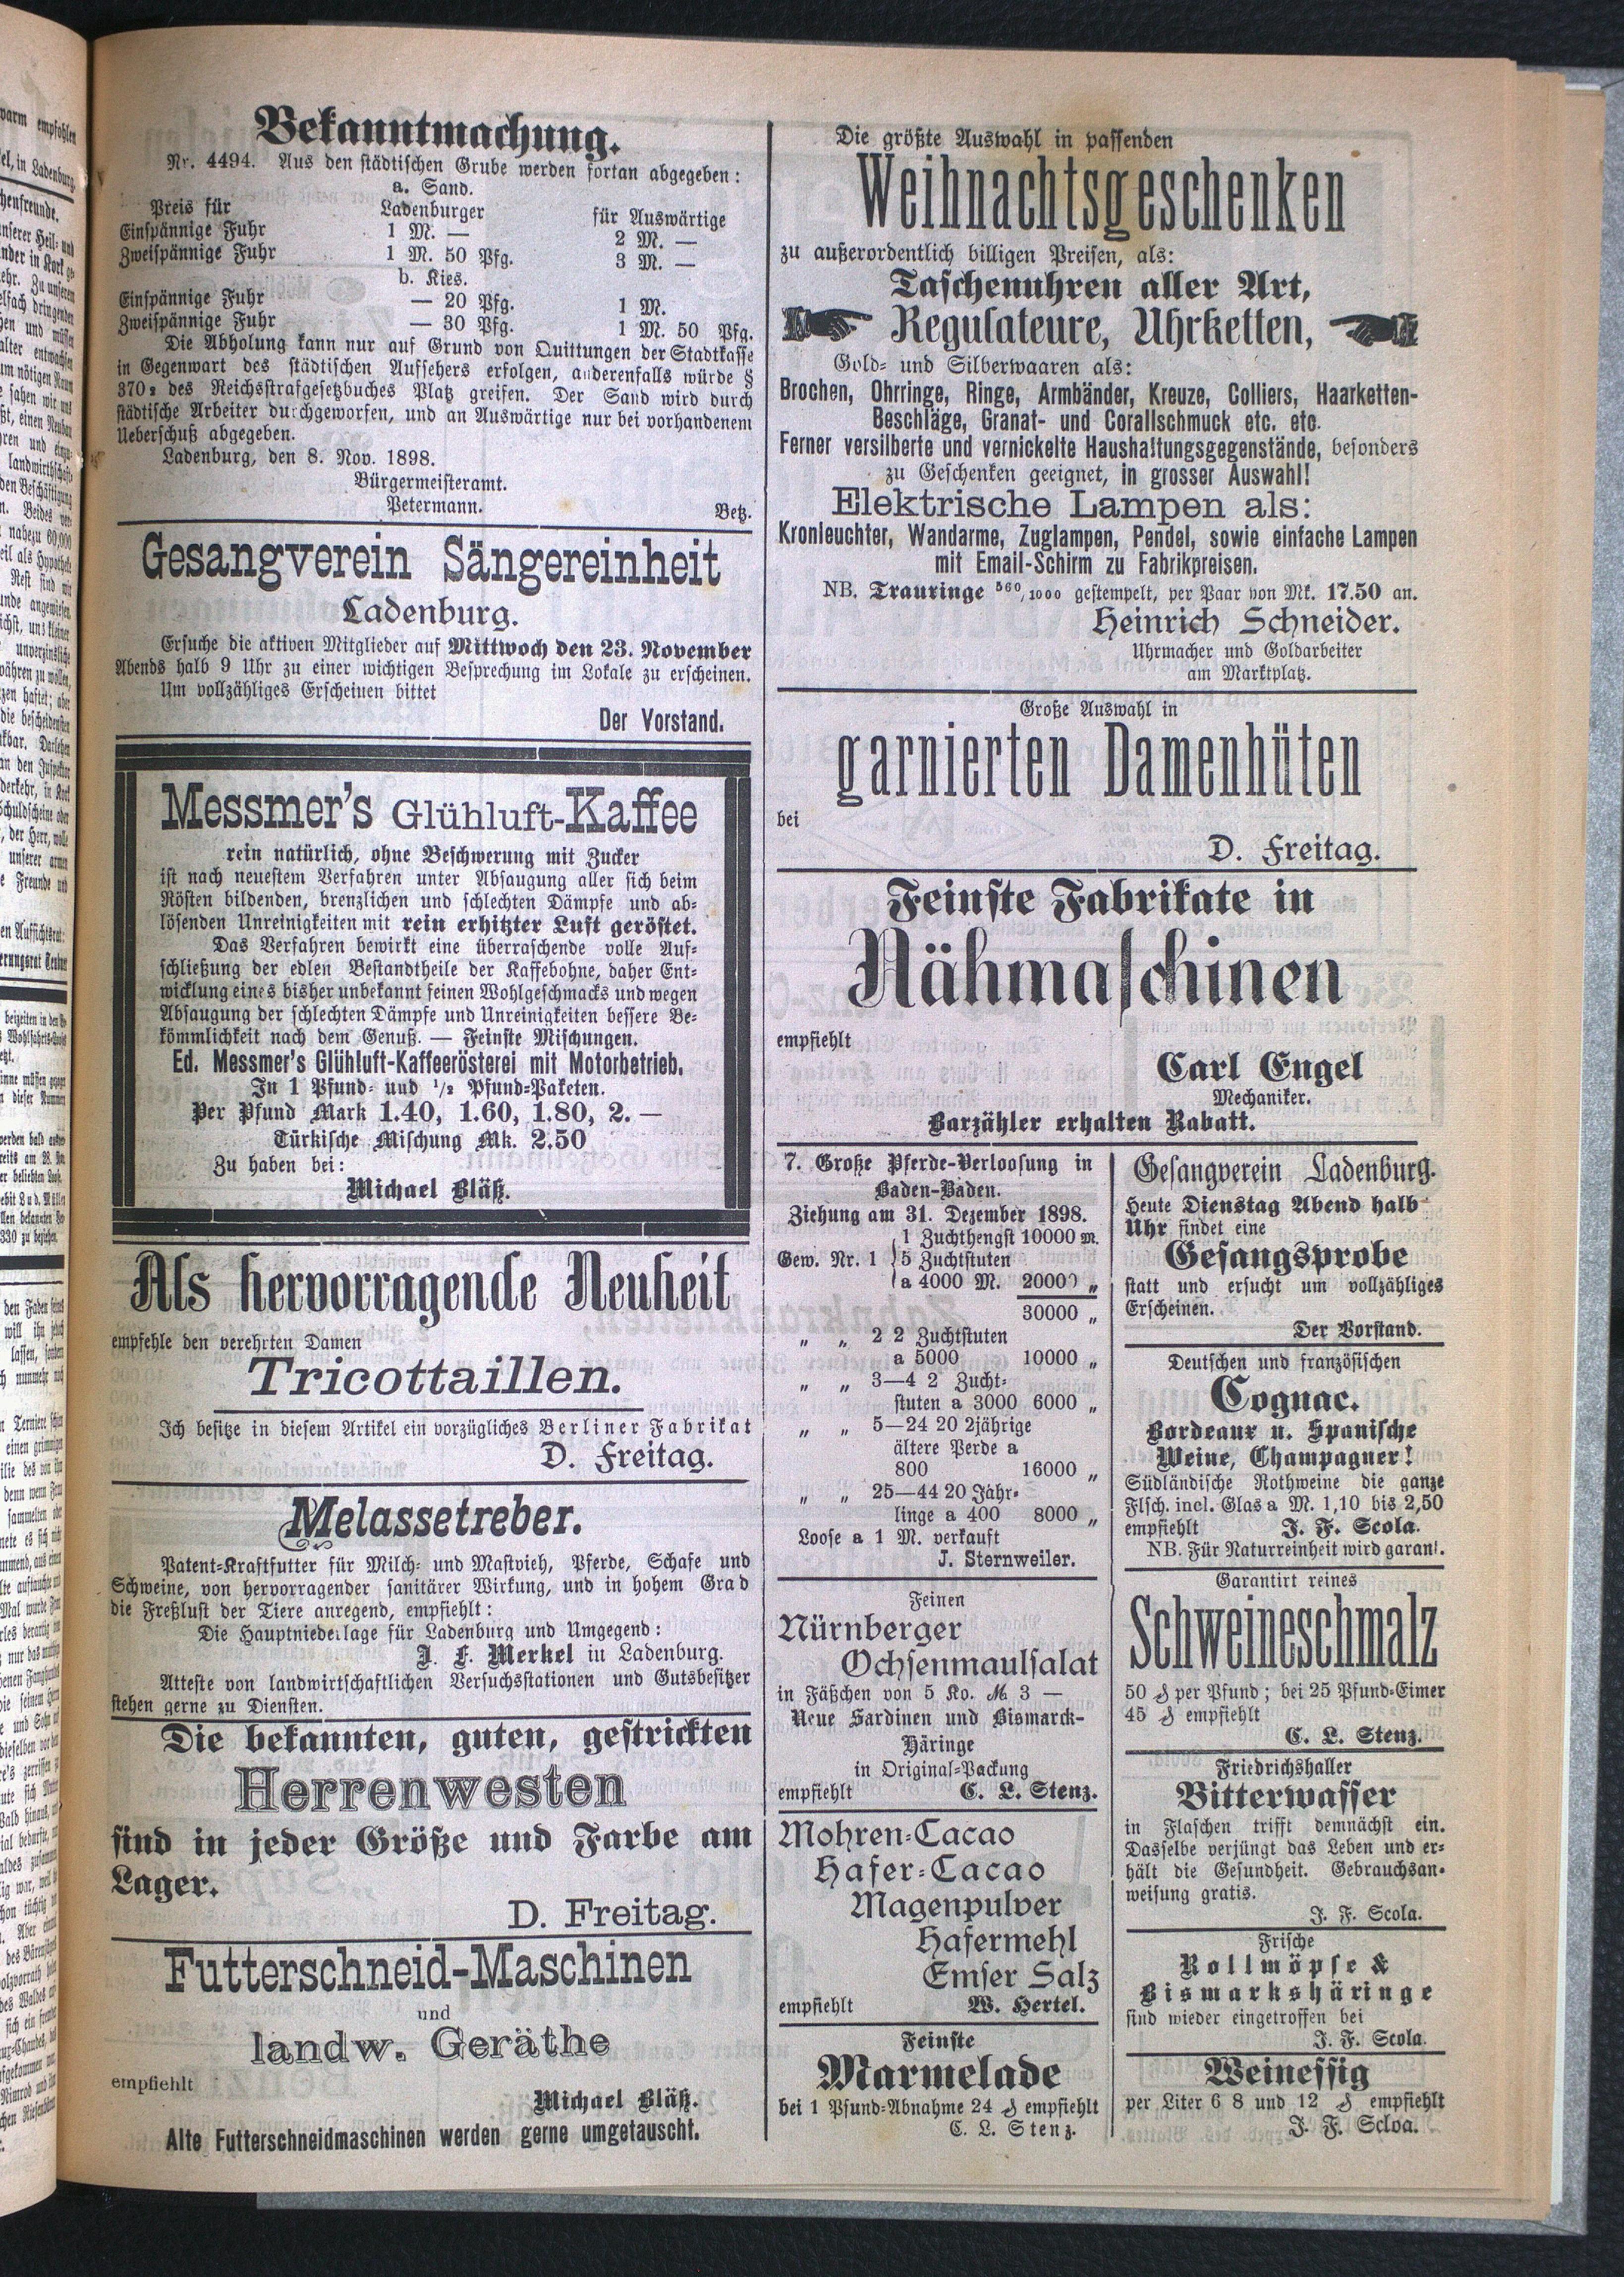 Bekanntmachung.
Nr. 4494. Aus den städtischen Grube werden fortan abgegeben:
a. Sand.
Preis für Ladenburger für Auswärtige
Einspännige Fuhr 1 M. — 2 M. —
Zweispännige Fuhr 1 M. 50 Pfg. 3 M. —
b. Kies.
Einspännige Fuhr — 20 Pfg. 1 M.
Zweispännige Fuhr — 30 Pfg. 1 M. 50 Pfg.
Die Abholung kann nur auf Grund von Quittungen der Stadtkasse
in Gegenwart des städtischen Aufsehers erfolgen, anderenfalls würde §
370 2 des Reichsstrafgesetzbuches Platz greifen. Der Sand wird durch
städtische Arbeiter durchgeworfen, und an Auswärtige nur bei vorhandenem
Ueberschuß abgegeben.
Ladenburg, den 8. Nov. 1898.
Bürgermeisteramt.
Petermann. Betz.
Gesangverein Sängereinheit
Ladenburg.
Ersuche die aktiven Mitglieder auf Mittwoch den 23. November
Abends halb 9 Uhr zu einer wichtigen Besprechung im Lokale zu erscheinen.
Um vollzähliges Erscheinen bittet
Der Vorstand.
Messmer's Glühluft-Kaffee
rein natürlich, ohne Beschwerung mit Zucker
ist nach neuestem Verfahren unter Absaugung aller sich beim
Rösten bildenden, brenzlichen und schlechten Dämpfe und ab-
lösenden Unreinigkeiten mit rein erhitzter Luft geröstet.
Das Verfahren bewirkt eine überraschende volle Auf-
schließung der edlen Bestandtheile der Kaffebohne, daher Ent-
wicklung eines bisher unbekannt feinen Wohlgeschmacks und wegen
Absaugung der schlechten Dämpfe und Unreinigkeiten bessere Be-
kömmlichkeit nach dem Genuß. — Feinste Mischungen.
Ed. Messmer's Glühluft-Kaffeerösterei mit Motorbetrieb.
In 1 Pfund- und 1/2 Pfund-Paketen.
Per Pfund Mark 1.40, 1.60, 1.80, 2. —
Türkische Mischung Mk. 2.50
Zu haben bei:
Michael Bläß.
Als hervorragende Neuheit
empfehle den verehrten Damen
Tricottaillen.
Ich besitze in diesem Artikel ein vorzügliches Berliner Fabrikat
D. Freitag.
Melassetreber.
Patent-Kraftfutter für Milch- und Mastvieh, Pferde, Schafe und
Schweine, von hervorragender sanitärer Wirkung, und in hohem Grad
die Freßlust der Tiere anregend, empfiehlt:
Die Hauptniederlage für Ladenburg und Umgegend:
J. F. Merkel in Ladenburg.
Atteste von landwirtschaftlichen Versuchsstationen und Gutsbesitzer
stehen gerne zu Diensten.
Die bekannten, guten, gestrickten
Herrenwesten
sind in jeder Größe und Farbe am
Lager.
D. Freitag.
Futterschneid-Maschinen
und
landw. Geräthe
empfiehlt
Michael Bläß.
Alte Futterschneidmaschinen werden gerne umgetauscht.
Die größte Auswahl in passenden
Weihnachtsgeschenken
zu außerordentlich billigen Preisen, als:
Taschenuhren aller Art,
Regulateure, Uhrketten,
Gold- und Silberwaaren als:
Brochen, Ohrringe, Ringe, Armbänder, Kreuze, Colliers, Haarketten-
Beschläge, Granat- und Corallschmuck etc. etc.
Ferner versilberte und vernickelte Haushaltungsgegenstände, besonders
zu Geschenken geeignet, in grosser Auswahl!
Elektrische Lampen als:
Kronleuchter, Wandarme, Zuglampen, Pendel, sowie einfache Lampen
mit Email-Schirm zu Fabrikpreisen.
NB. Trauringe 560/1000 gestempelt, per Paar von Mk. 17.50 an.
Heinrich Schneider.
Uhrmacher und Goldarbeiter
am Marktplatz.
Große Auswahl in
garnierten Damenhüten
bei
D. Freitag.
Feinste Fabrikate in
Nähmaschinen
empfiehlt
Carl Engel
Mechaniker.
Barzähler erhalten Rabatt.
7. Große Pferde-Verloosung in
Baden-Baden.
Ziehung am 31. Dezember 1898.
1 Zuchthengst 10000 M.
Gew. Nr. 1 5 Zuchtstuten
a 4000 M. 20000 „
30000 „
„ „ 2 2 Zuchtstuten
a 5000 10000 „
„ „ 3—4 2 Zucht-
stuten a 3000 6000 „
„ „ 5—24 20 2jährige
ältere Perde a
800 16000 „
„ „ 25—44 20 Jähr-
linge a 400 8000 „
Loose a 1 M. verkauft
J. Sternweiler.
Feinen
Nürnberger
Ochsenmaulsalat
in Fäßchen von 5 Ko. M 3 —
Neue Sardinen und Bismarck-
Häringe
in Original-Packung
empfiehlt C. L. Stenz.
Mohren-Cacao
Hafer-Cacao
Magenpulver
Hafermehl
Emser Salz
empfiehlt W. Hertel.
Feinste
Marmelade
bei 1 Pfund-Abnahme 24 ₰ empfiehlt
C. L. Stenz.
Gesangverein Ladenburg.
Heute Dienstag Abend halb
Uhr findet eine
Gesangsprobe
statt und ersucht um vollzähliges
Erscheinen.
Der Vorstand.
Deutschen und französischen
Cognac.
Bordeaux u. Spanische
Weine, Champagner!
Südländische Rothweine die ganze
Flsch. incl. Glas a M. 1,10 bis 2,50
empfiehlt J. F. Scola.
NB. Für Naturreinheit wird garant.
Garantirt reines
Schweineschmalz
50 ₰ per Pfund; bei 25 Pfund-Eimer
45 ₰ empfiehlt
C. L. Stenz.
Friedrichshaller
Bitterwasser
in Flaschen trifft demnächst ein.
Dasselbe verjüngt das Leben und er-
hält die Gesundheit. Gebrauchsan-
weisung gratis.
J. F. Scola.
Frische
Rollmöpse &
Bismarkshäringe
sind wieder eingetroffen bei
J. F. Scola.
Weinessig
per Liter 6 8 und 12 ₰ empfiehlt
J. F. Scloa.